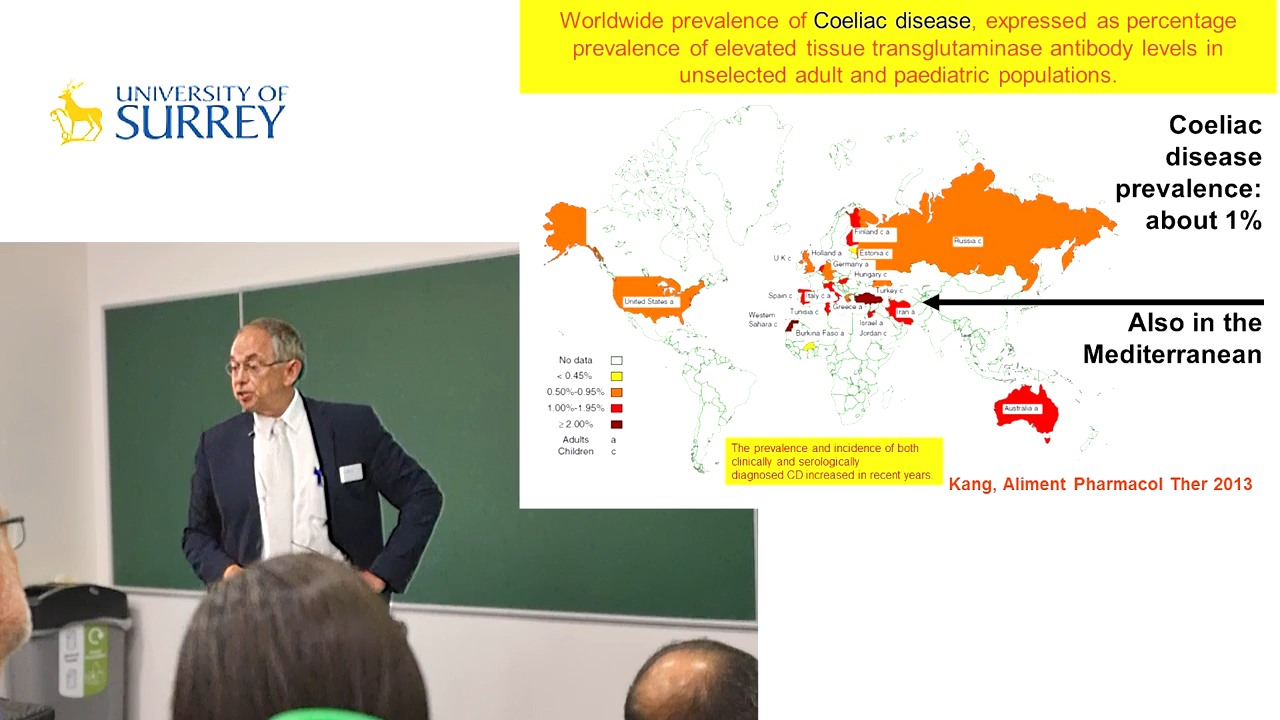 UNIVERSITY OF
SURREY
Worldwide prevalence of Coeliac disease, expressed as percentage
prevalence of elevated tissue transglutaminase antibody levels in
unselected adult and paediatric populations.
Coeliac
disease
prevalence:
about 1%
Also in the
Mediterranean
Finland c a
Russia c
Holland a
Estonia c
U K c
Germany a
Hungary c
Turkey c
United States a
Spain c
Italy c a
Greece a
Iran a
Western
Sahara c
Tunisia c
Israel a
Burkina Faso a
Jordan c
Australia a
No data
< 0.45%
0.50%-0.95%
1.00%-1.95%
≥ 2.00%
Adults a
Children c
The prevalence and incidence of both
clinically and serologically
diagnosed CD increased in recent years.
Kang, Aliment Pharmacol Ther 2013